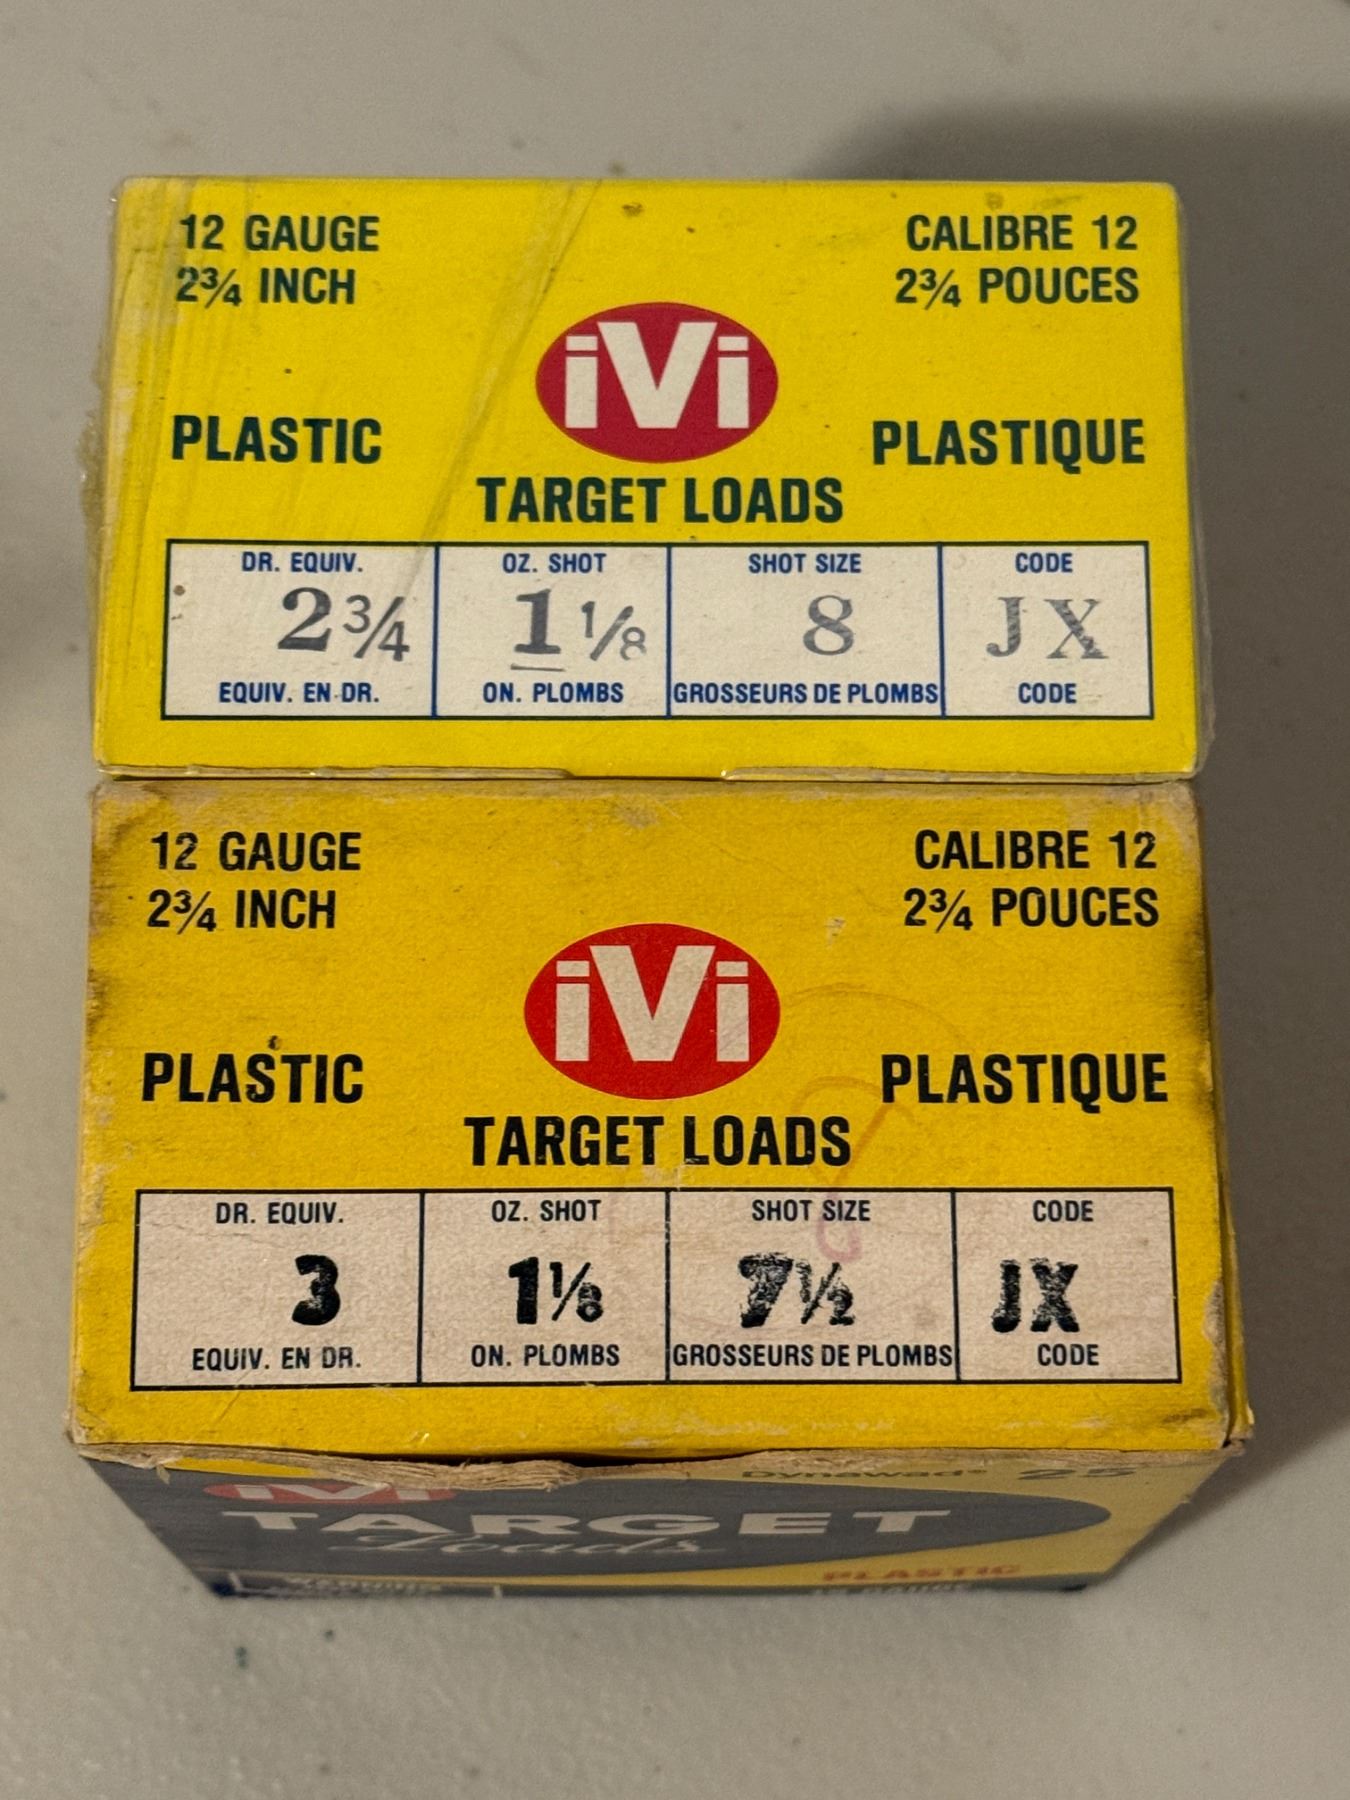 12 GAUGE
2¾ INCH
CALIBRE 12
2¾ POUCES
iVi
PLASTIC
PLASTIQUE
TARGET LOADS
DR. EQUIV. OZ. SHOT SHOT SIZE CODE
2¾ 1 ⅛ 8 JX
EQUIV. EN DR. ON. PLOMBS GROSSEURS DE PLOMBS CODE
12 GAUGE
2¾ INCH
CALIBRE 12
2¾ POUCES
iVi
PLASTIC
PLASTIQUE
TARGET LOADS
DR. EQUIV. OZ. SHOT SHOT SIZE CODE
3 1⅛ 7½ JX
EQUIV. EN DR. ON. PLOMBS GROSSEURS DE PLOMBS CODE
Dynawad® 25
iVi
TARGET
Loads
PLASTIC
12 GAUGE